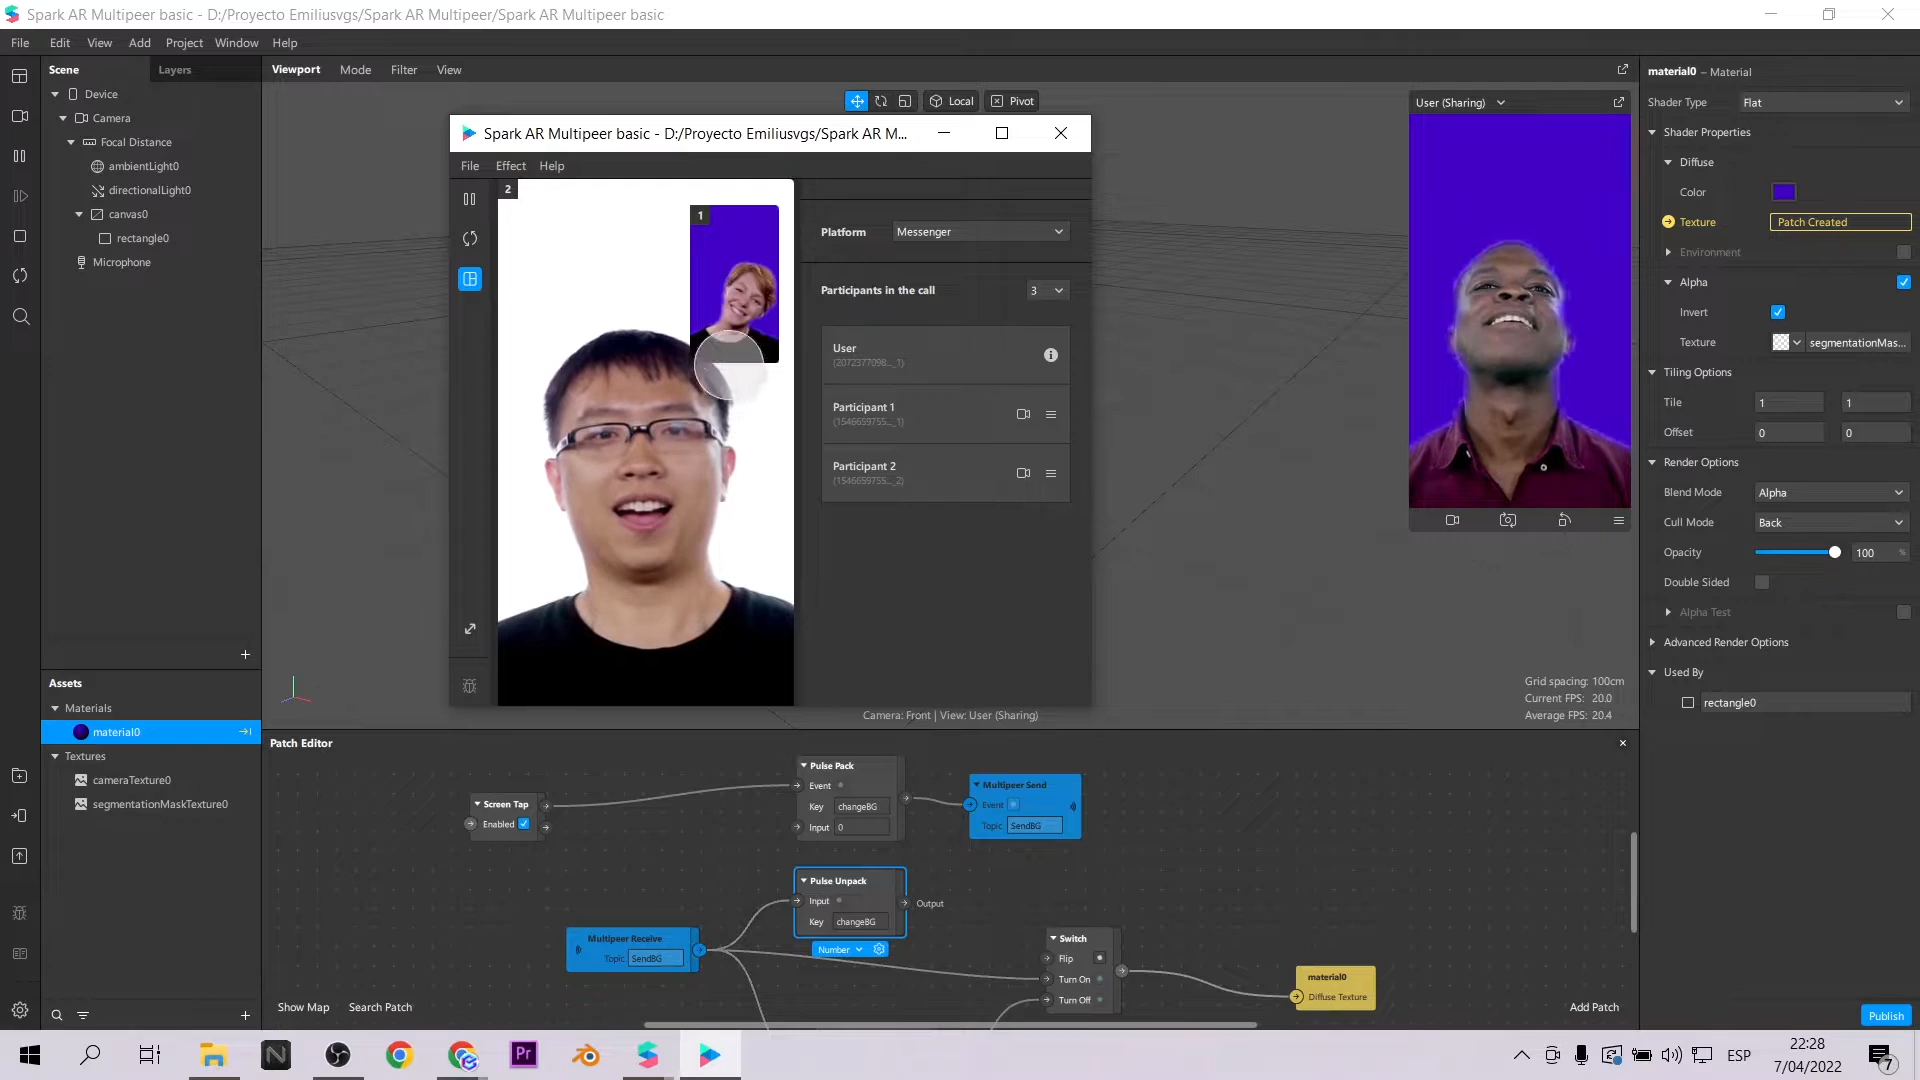 Spark AR Multipeer basic - D:/Proyecto Emiliusvgs/Spark AR Multipeer/Spark AR Multipeer basic
File Edit View Add Project Window Help
Scene Layers
Device
Camera
Focal Distance
ambientLight0
directionalLight0
canvas0
rectangle0
Microphone
Assets
Materials
material0
Textures
cameraTexture0
segmentationMaskTexture0
Viewport Mode Filter View
Local Pivot
Spark AR Multipeer basic - D:/Proyecto Emiliusvgs/Spark AR M...
File Effect Help
2
1
Platform Messenger
Participants in the call 3
User
(2072377098..._1)
Participant 1
(1546659755..._1)
Participant 2
(1546659755..._2)
User (Sharing)
Grid spacing: 100cm
Current FPS: 20.0
Average FPS: 20.4
Camera: Front | View: User (Sharing)
Patch Editor
Screen Tap
Enabled
Pulse Pack
Event
Key changeBG
Input 0
Multipeer Send
Event
Topic SendBG
Pulse Unpack
Input
Key changeBG
Output
Number
Multipeer Receive
Topic SendBG
Switch
Flip
Turn On
Turn Off
material0
Diffuse Texture
Show Map Search Patch
Add Patch
material0 – Material
Shader Type Flat
Shader Properties
Diffuse
Color
Texture Patch Created
Environment
Alpha
Invert
Texture segmentationMas...
Tiling Options
Tile 1 1
Offset 0 0
Render Options
Blend Mode Alpha
Cull Mode Back
Opacity 100 %
Double Sided
Alpha Test
Advanced Render Options
Used By
rectangle0
Publish
N
Pr
ESP
22:28
7/04/2022
7